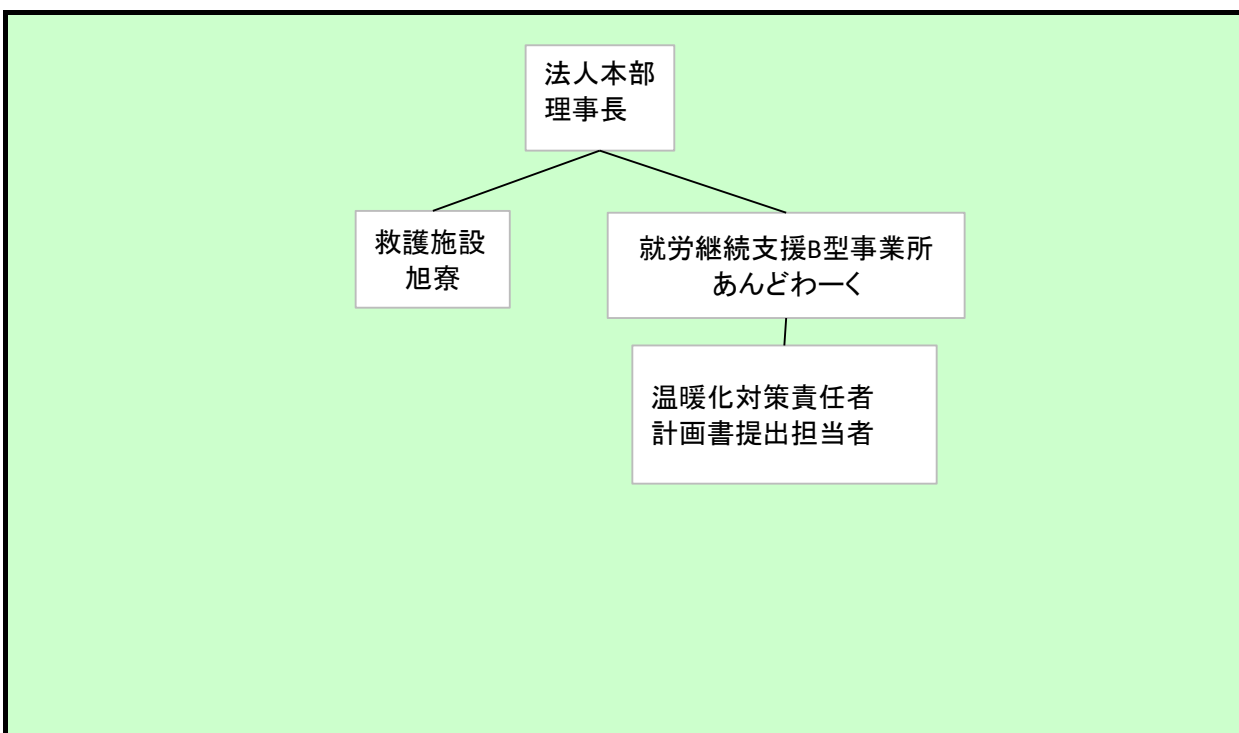 法人本部
理事長
救護施設
旭寮
就労継続支援B型事業所
あんどわーく
温暖化対策責任者
計画書提出担当者